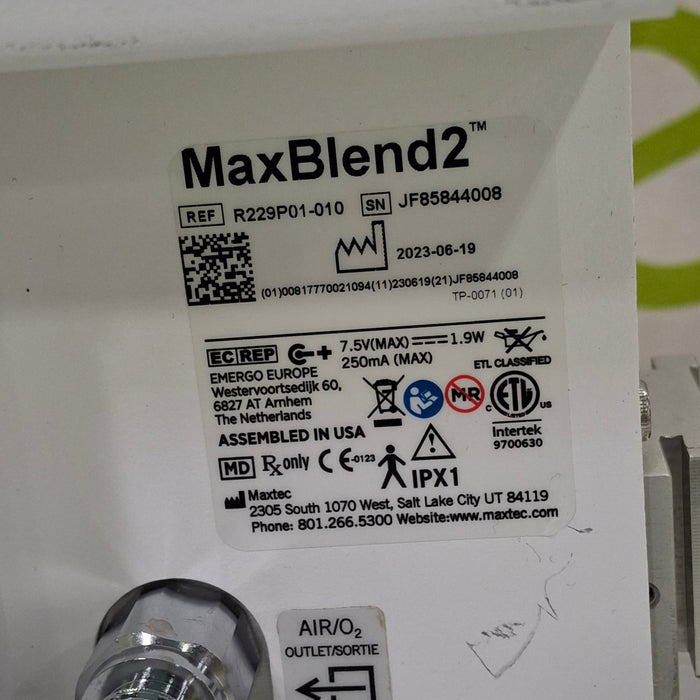 MaxBlend2™
REF R229P01-010 SN JF85844008
2023-06-19
(01)00817770021094(11)230619(21)JF85844008
TP-0071 (01)
EC REP 7.5V(MAX) 1.9W
250mA (MAX)
ETL CLASSIFIED
EMERGO EUROPE
Westervoortsedijk 60,
6827 AT Arnhem
The Netherlands
MR
C ETL US
LISTED
ASSEMBLED IN USA
Intertek
9700630
MD Rx only CE-0123 IPX1
Maxtec
2305 South 1070 West, Salt Lake City UT 84119
Phone: 801.266.5300 Website:www.maxtec.com
AIR/O₂
OUTLET/SORTIE